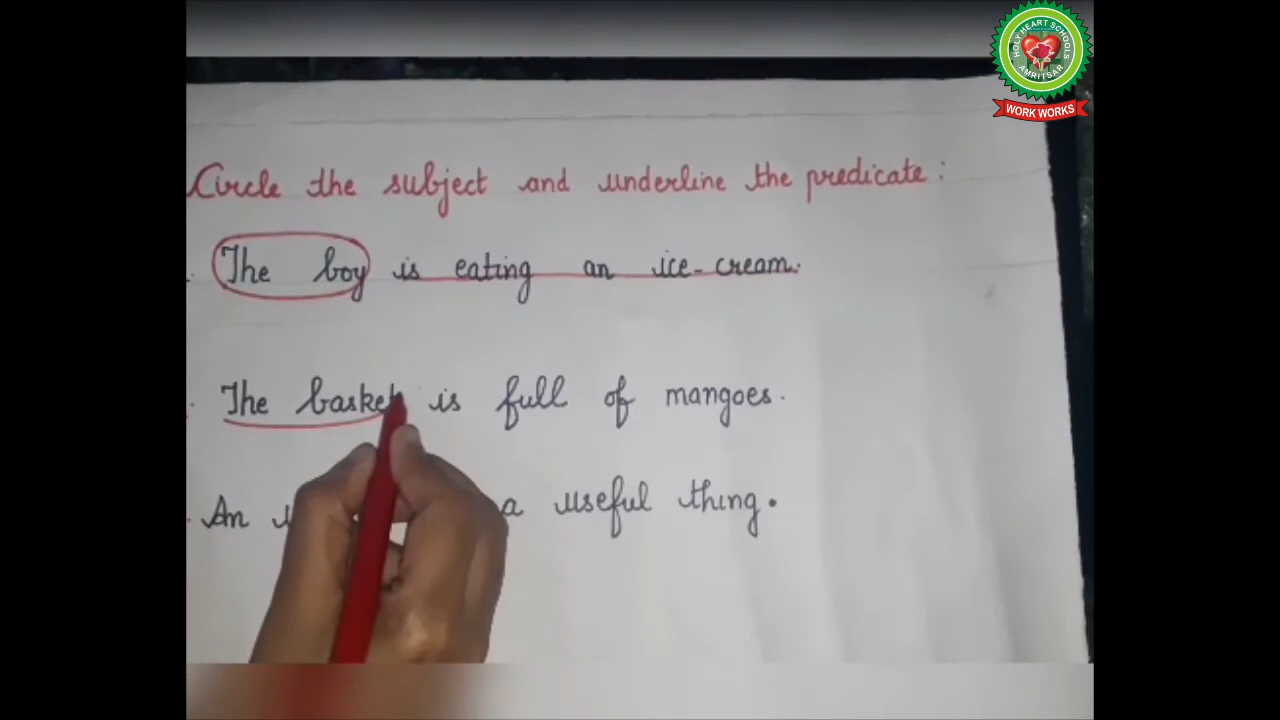 HOLY HEART SCHOOLS
AMRITSAR
WORK WORKS
Circle the subject and underline the predicate:
The boy is eating an ice-cream.
The basket is full of mangoes.
An a useful thing.